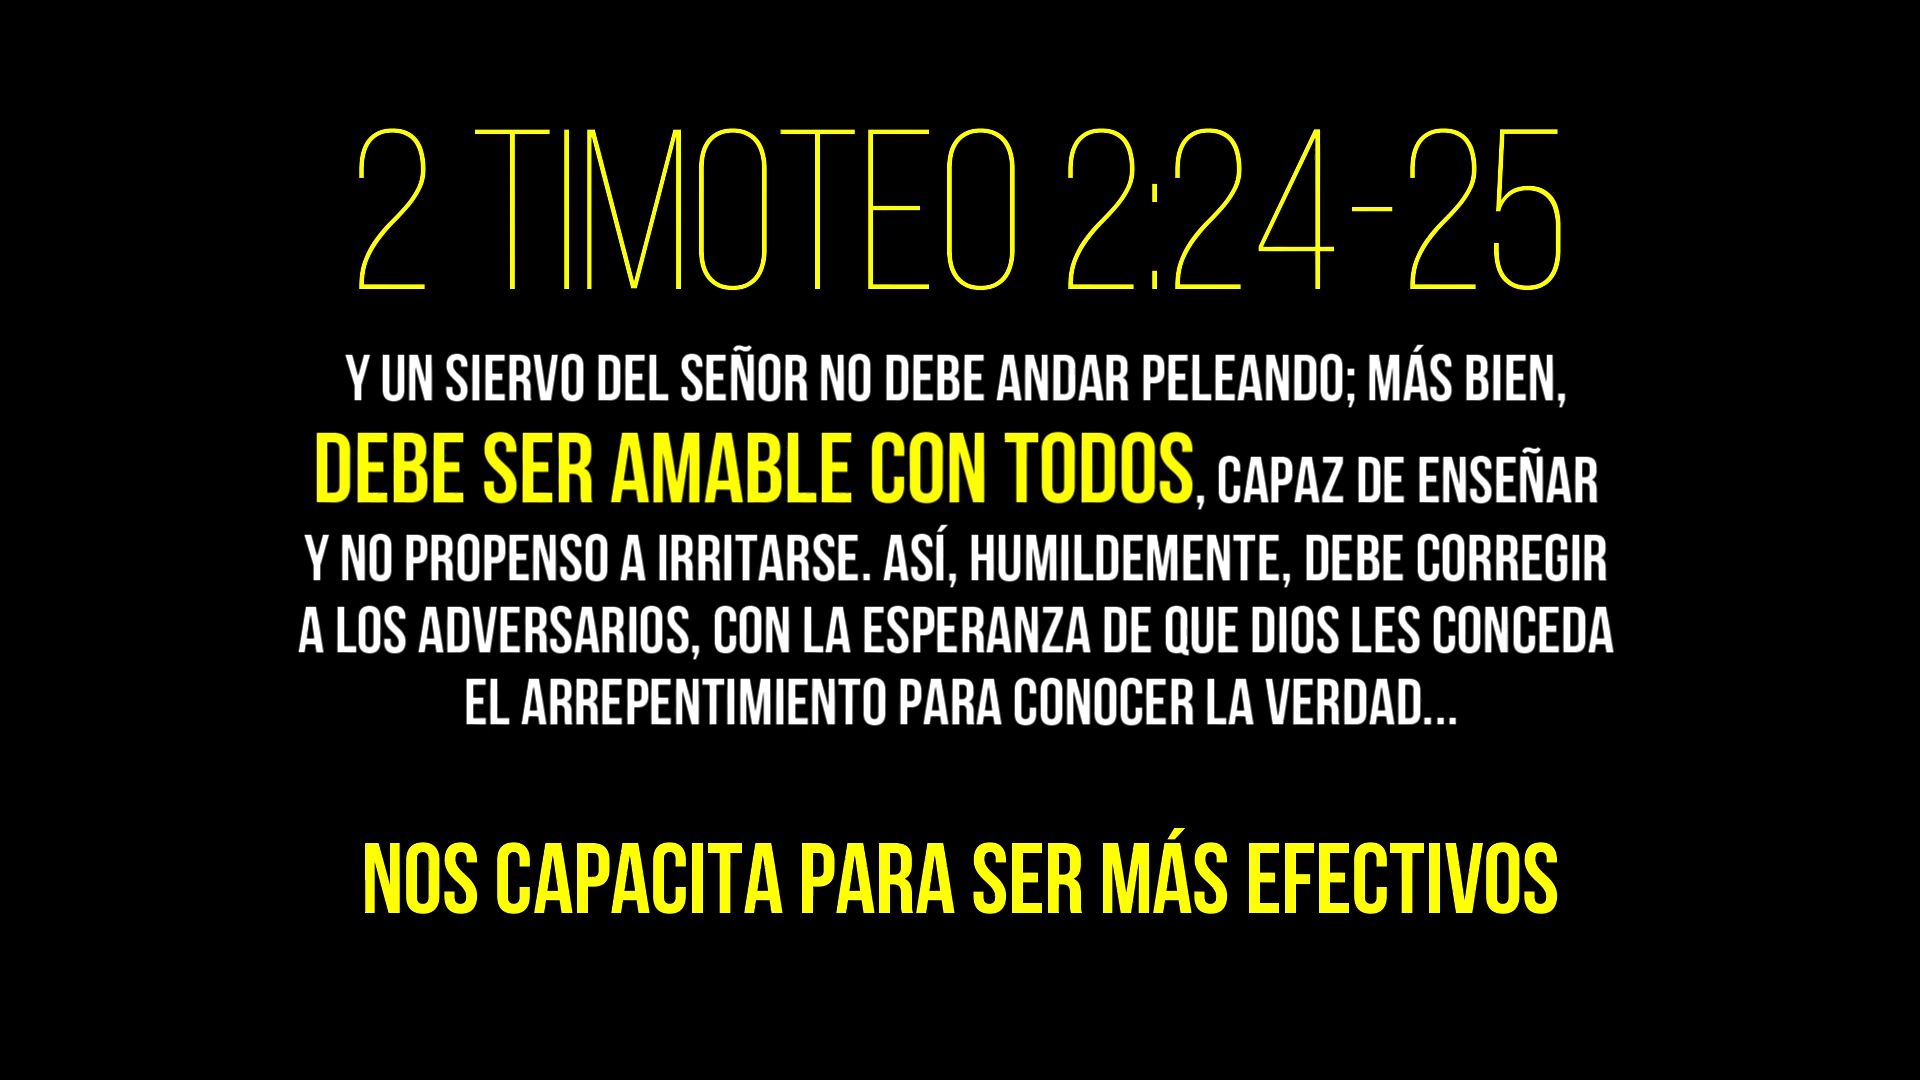 2 TIMOTEO 2:24-25
Y UN SIERVO DEL SEÑOR NO DEBE ANDAR PELEANDO; MÁS BIEN,
DEBE SER AMABLE CON TODOS, CAPAZ DE ENSEÑAR
Y NO PROPENSO A IRRITARSE. ASÍ, HUMILDEMENTE, DEBE CORREGIR
A LOS ADVERSARIOS, CON LA ESPERANZA DE QUE DIOS LES CONCEDA
EL ARREPENTIMIENTO PARA CONOCER LA VERDAD...
NOS CAPACITA PARA SER MÁS EFECTIVOS